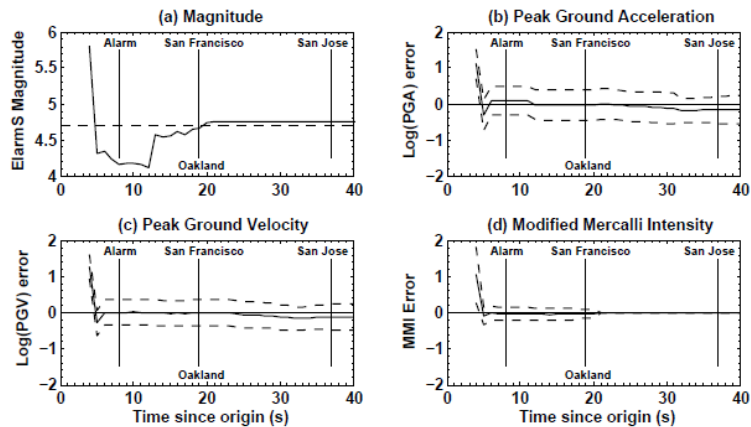 (a) Magnitude
6
5.5
5
4.5
4
ElarmS Magnitude
Alarm San Francisco San Jose
Oakland
0 10 20 30 40
(b) Peak Ground Acceleration
2
1
0
−1
−2
Log(PGA) error
Alarm San Francisco San Jose
Oakland
0 10 20 30 40
(c) Peak Ground Velocity
2
1
0
−1
−2
Log(PGV) error
Alarm San Francisco San Jose
Oakland
0 10 20 30 40
Time since origin (s)
(d) Modified Mercalli Intensity
2
1
0
−1
−2
MMI Error
Alarm San Francisco San Jose
Oakland
0 10 20 30 40
Time since origin (s)